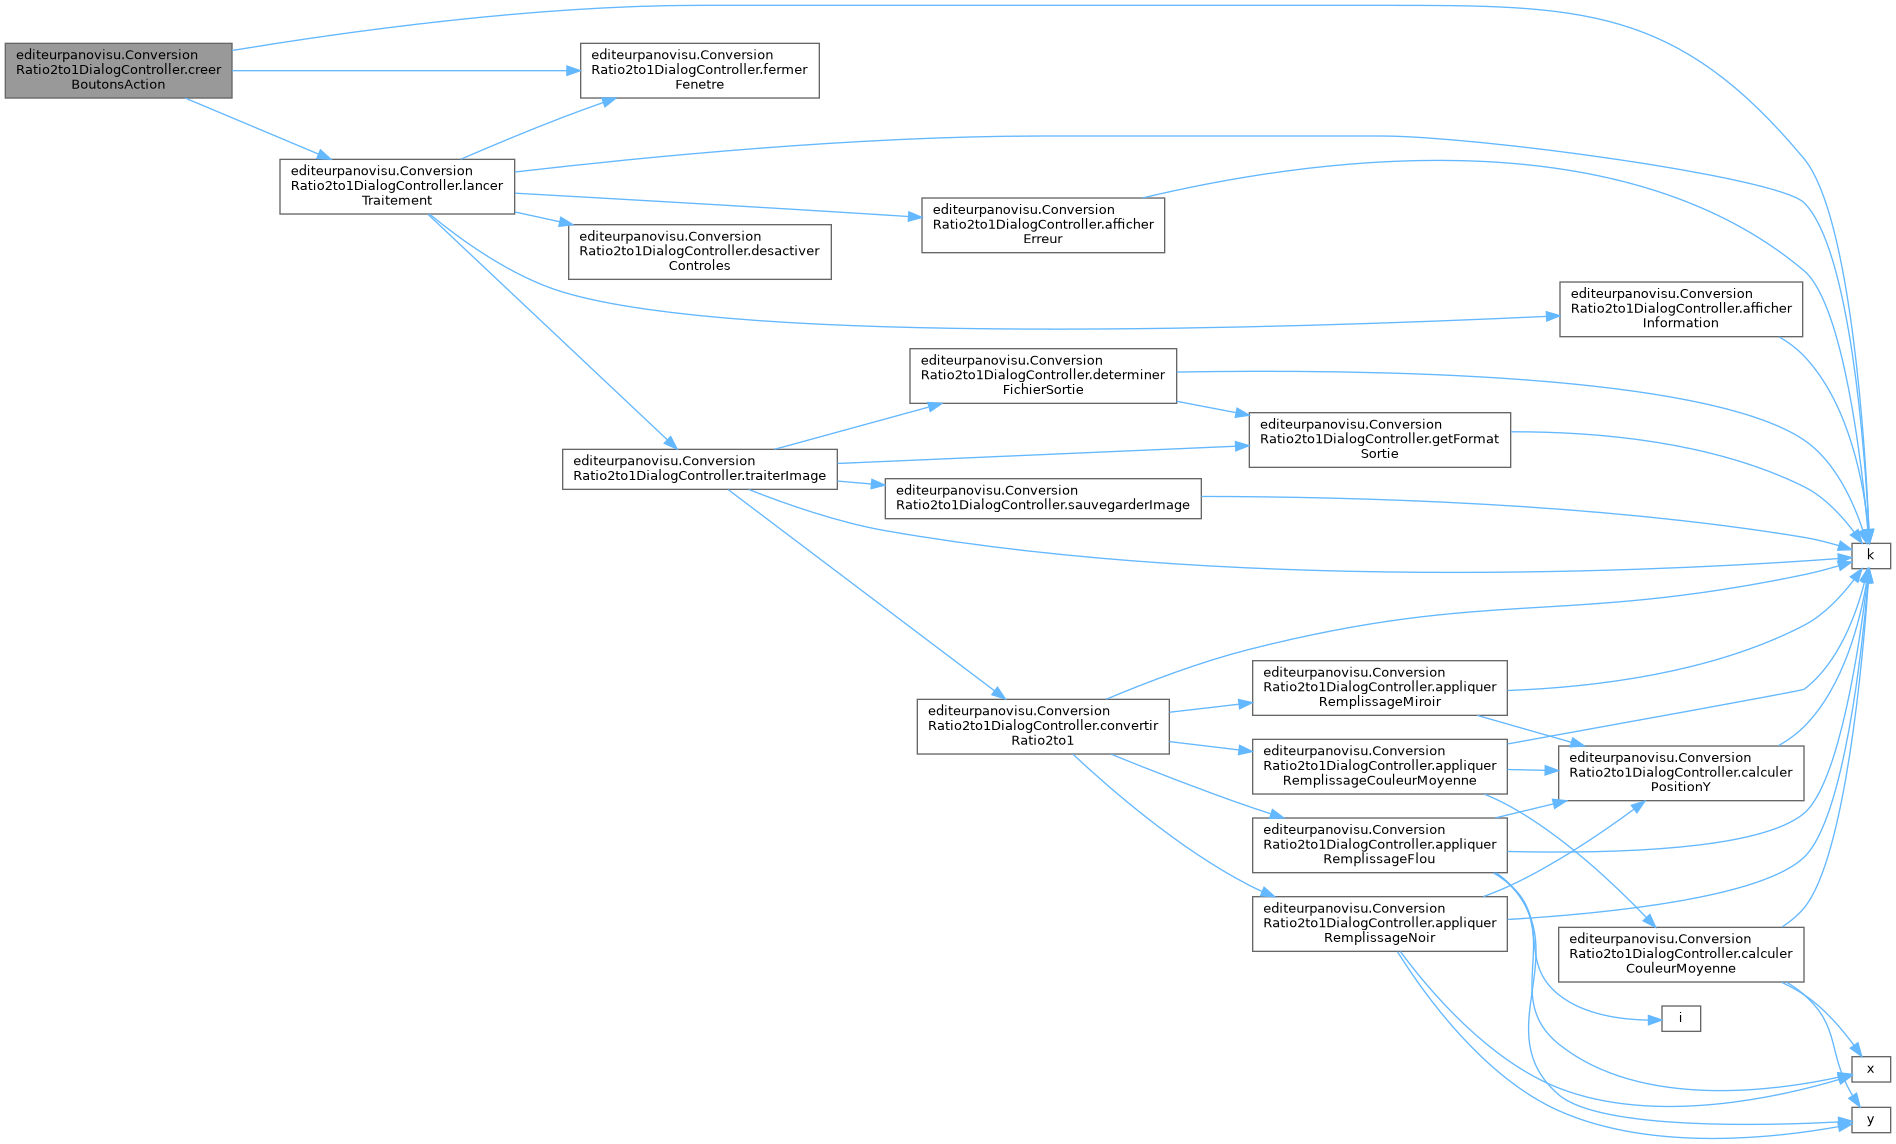 editeurpanovisu.Conversion
Ratio2to1DialogController.creer
BoutonsAction
editeurpanovisu.Conversion
Ratio2to1DialogController.fermer
Fenetre
editeurpanovisu.Conversion
Ratio2to1DialogController.lancer
Traitement
editeurpanovisu.Conversion
Ratio2to1DialogController.afficher
Erreur
editeurpanovisu.Conversion
Ratio2to1DialogController.desactiver
Controles
editeurpanovisu.Conversion
Ratio2to1DialogController.afficher
Information
editeurpanovisu.Conversion
Ratio2to1DialogController.determiner
FichierSortie
editeurpanovisu.Conversion
Ratio2to1DialogController.getFormat
Sortie
editeurpanovisu.Conversion
Ratio2to1DialogController.traiterImage
editeurpanovisu.Conversion
Ratio2to1DialogController.sauvegarderImage
k
editeurpanovisu.Conversion
Ratio2to1DialogController.appliquer
RemplissageMiroir
editeurpanovisu.Conversion
Ratio2to1DialogController.convertir
Ratio2to1
editeurpanovisu.Conversion
Ratio2to1DialogController.appliquer
RemplissageCouleurMoyenne
editeurpanovisu.Conversion
Ratio2to1DialogController.calculer
PositionY
editeurpanovisu.Conversion
Ratio2to1DialogController.appliquer
RemplissageFlou
editeurpanovisu.Conversion
Ratio2to1DialogController.appliquer
RemplissageNoir
editeurpanovisu.Conversion
Ratio2to1DialogController.calculer
CouleurMoyenne
i
x
y